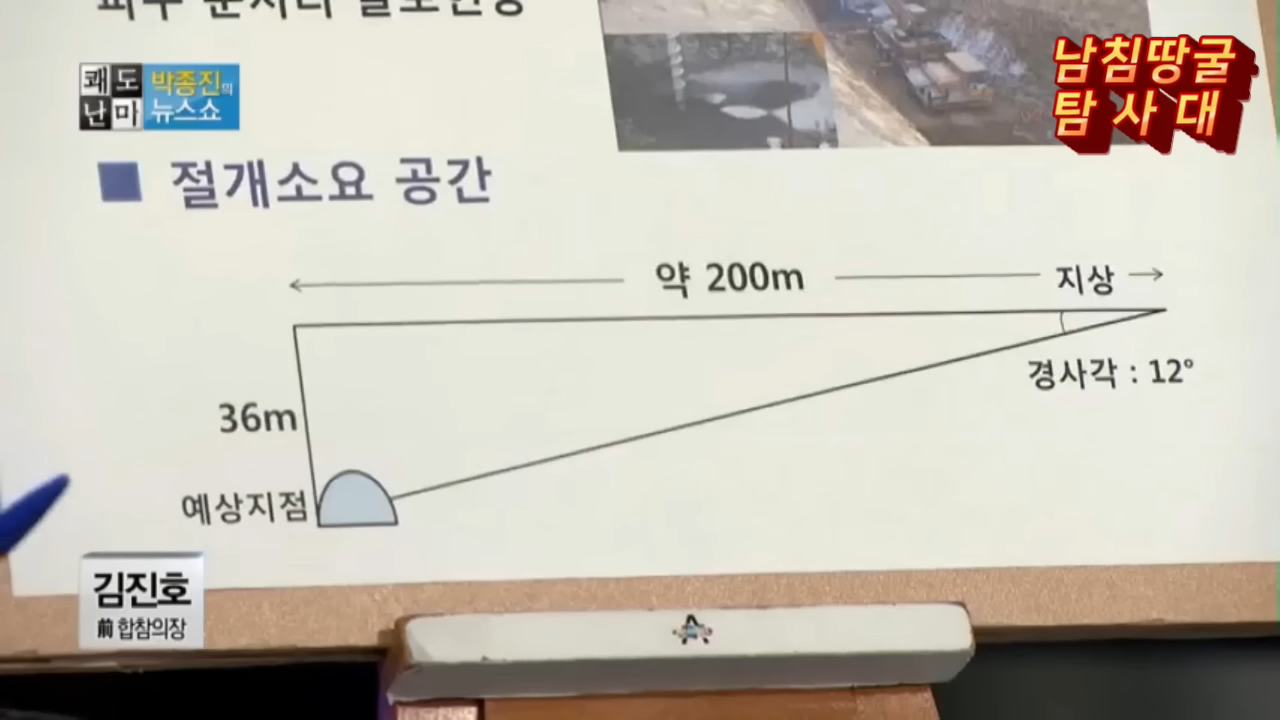 남침땅굴
탐사대
쾌도
난마
박종진의
뉴스쇼
■ 절개소요 공간
약 200m
지상
경사각 : 12°
36m
예상지점
김진호
前 합참의장